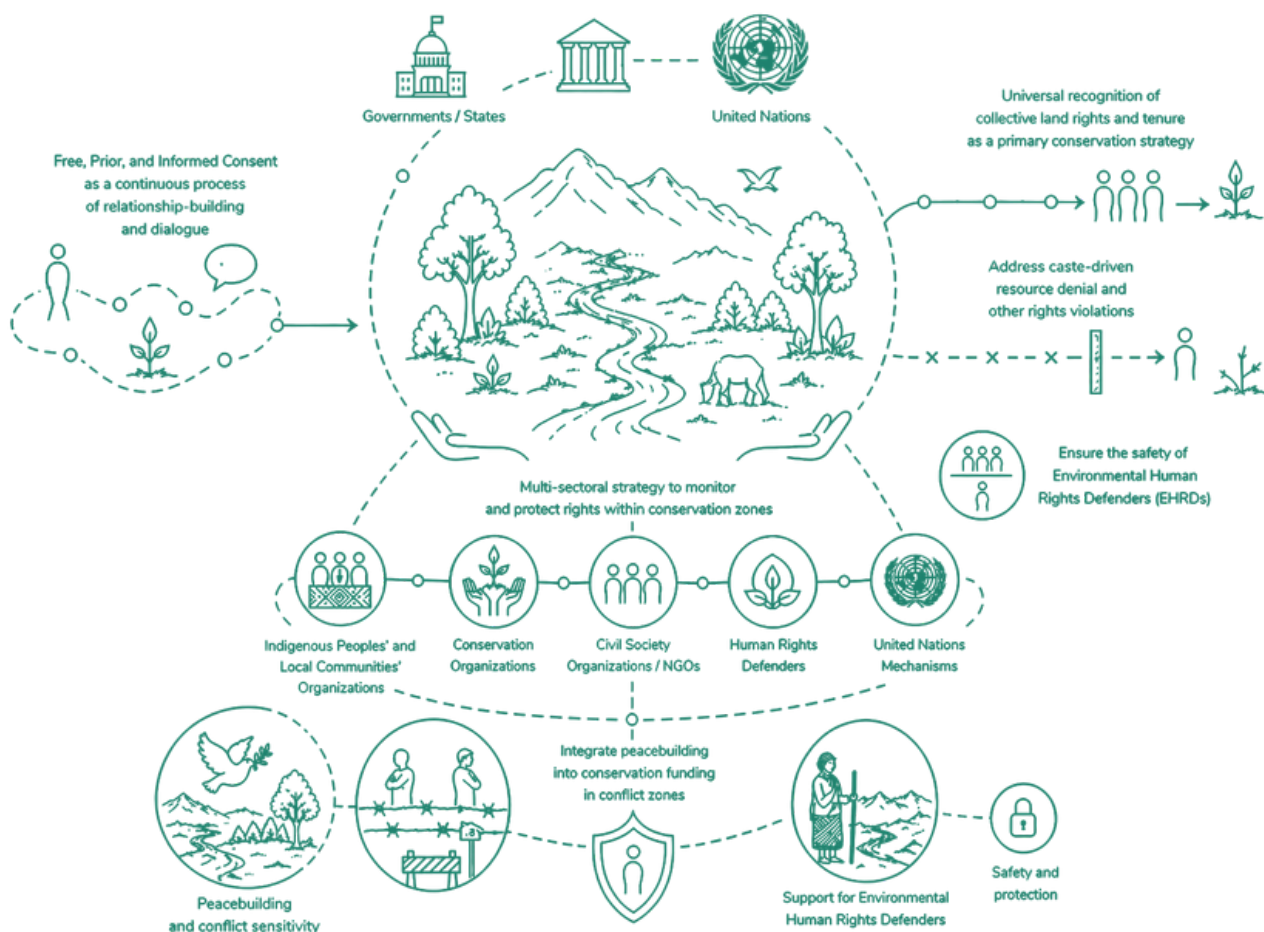 Governments / States
United Nations
Free, Prior, and Informed Consent
as a continuous process
of relationship-building
and dialogue
Universal recognition of
collective land rights and tenure
as a primary conservation strategy
Address caste-driven
resource denial and
other rights violations
Ensure the safety of
Environmental Human
Rights Defenders (EHRDs)
Multi-sectoral strategy to monitor
and protect rights within conservation zones
Indigenous Peoples' and
Local Communities'
Organizations
Conservation
Organizations
Civil Society
Organizations / NGOs
Human Rights
Defenders
United Nations
Mechanisms
Integrate peacebuilding
into conservation funding
in conflict zones
Peacebuilding
and conflict sensitivity
Support for Environmental
Human Rights Defenders
Safety and
protection